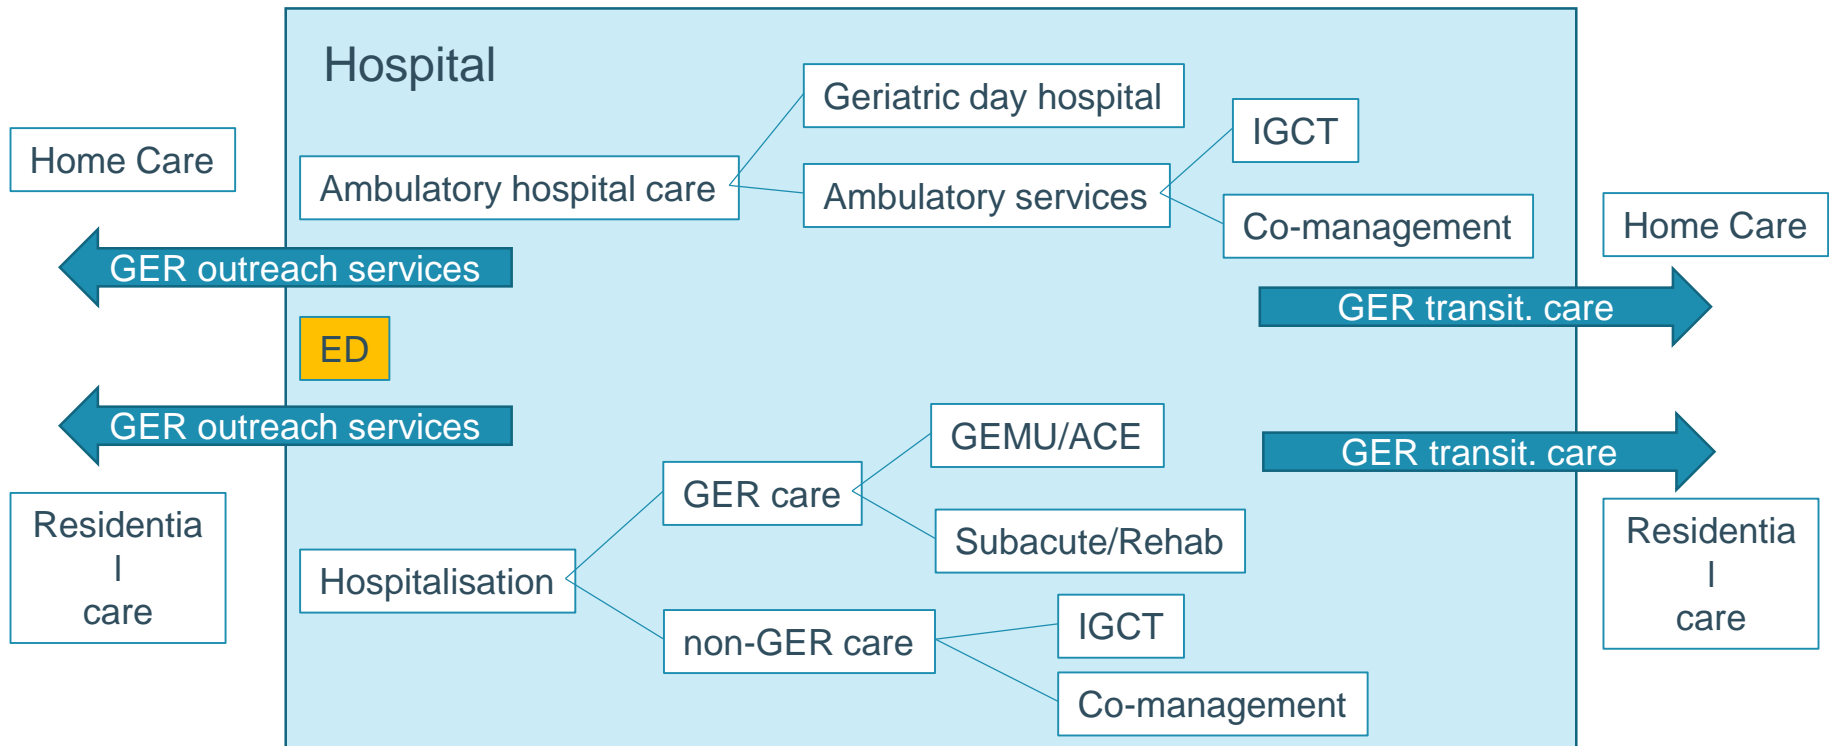 Hospital
Geriatric day hospital
IGCT
Home Care
Ambulatory hospital care
Ambulatory services
Co-management
Home Care
GER outreach services
GER transit. care
ED
GER outreach services
GEMU/ACE
GER transit. care
GER care
Residentia
l
care
Subacute/Rehab
Residentia
l
care
Hospitalisation
IGCT
non-GER care
Co-management